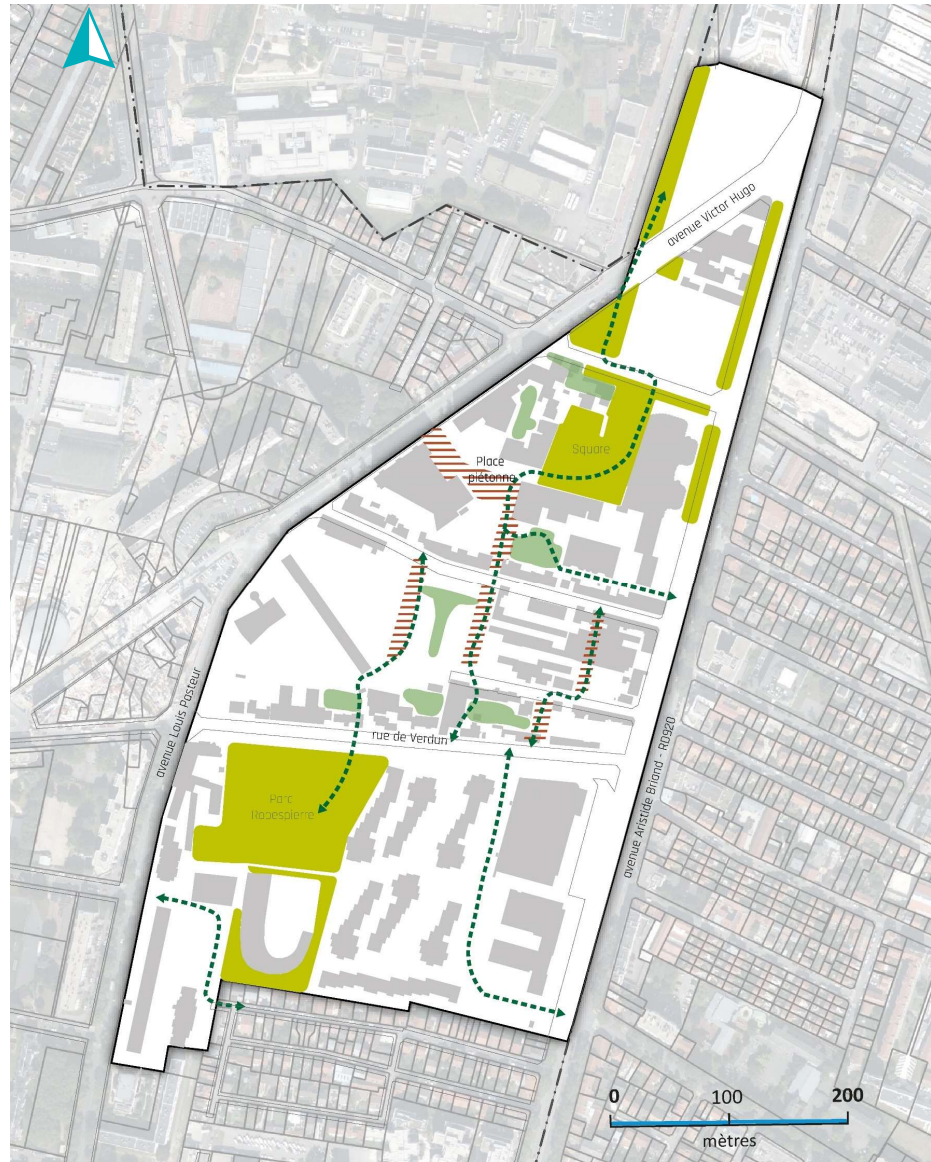 avenue Victor Hugo
Square
Place
piétonne
avenue Louis Pasteur
rue de Verdun
avenue Aristide Briand - RD920
Parc
Robespierre
0 100 200
mètres